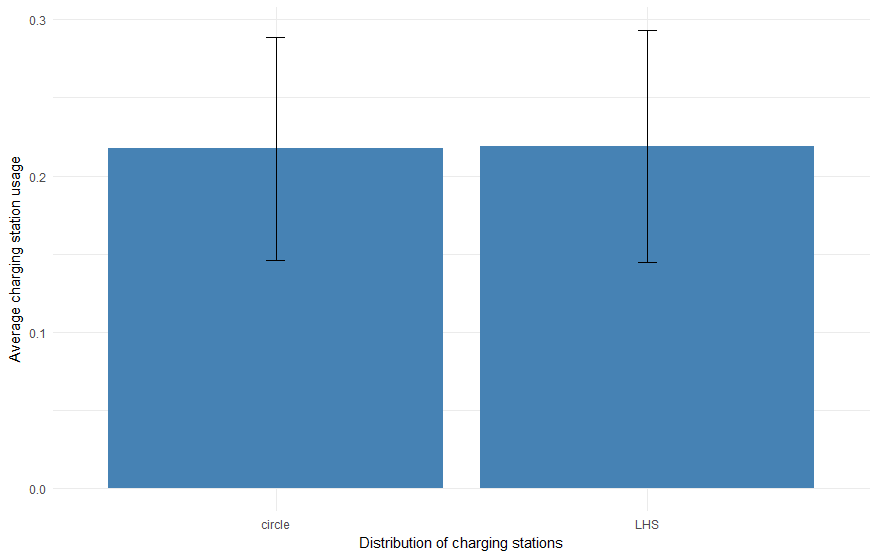 0.3
0.2
0.1
0.0
Average charging station usage
circle
LHS
Distribution of charging stations